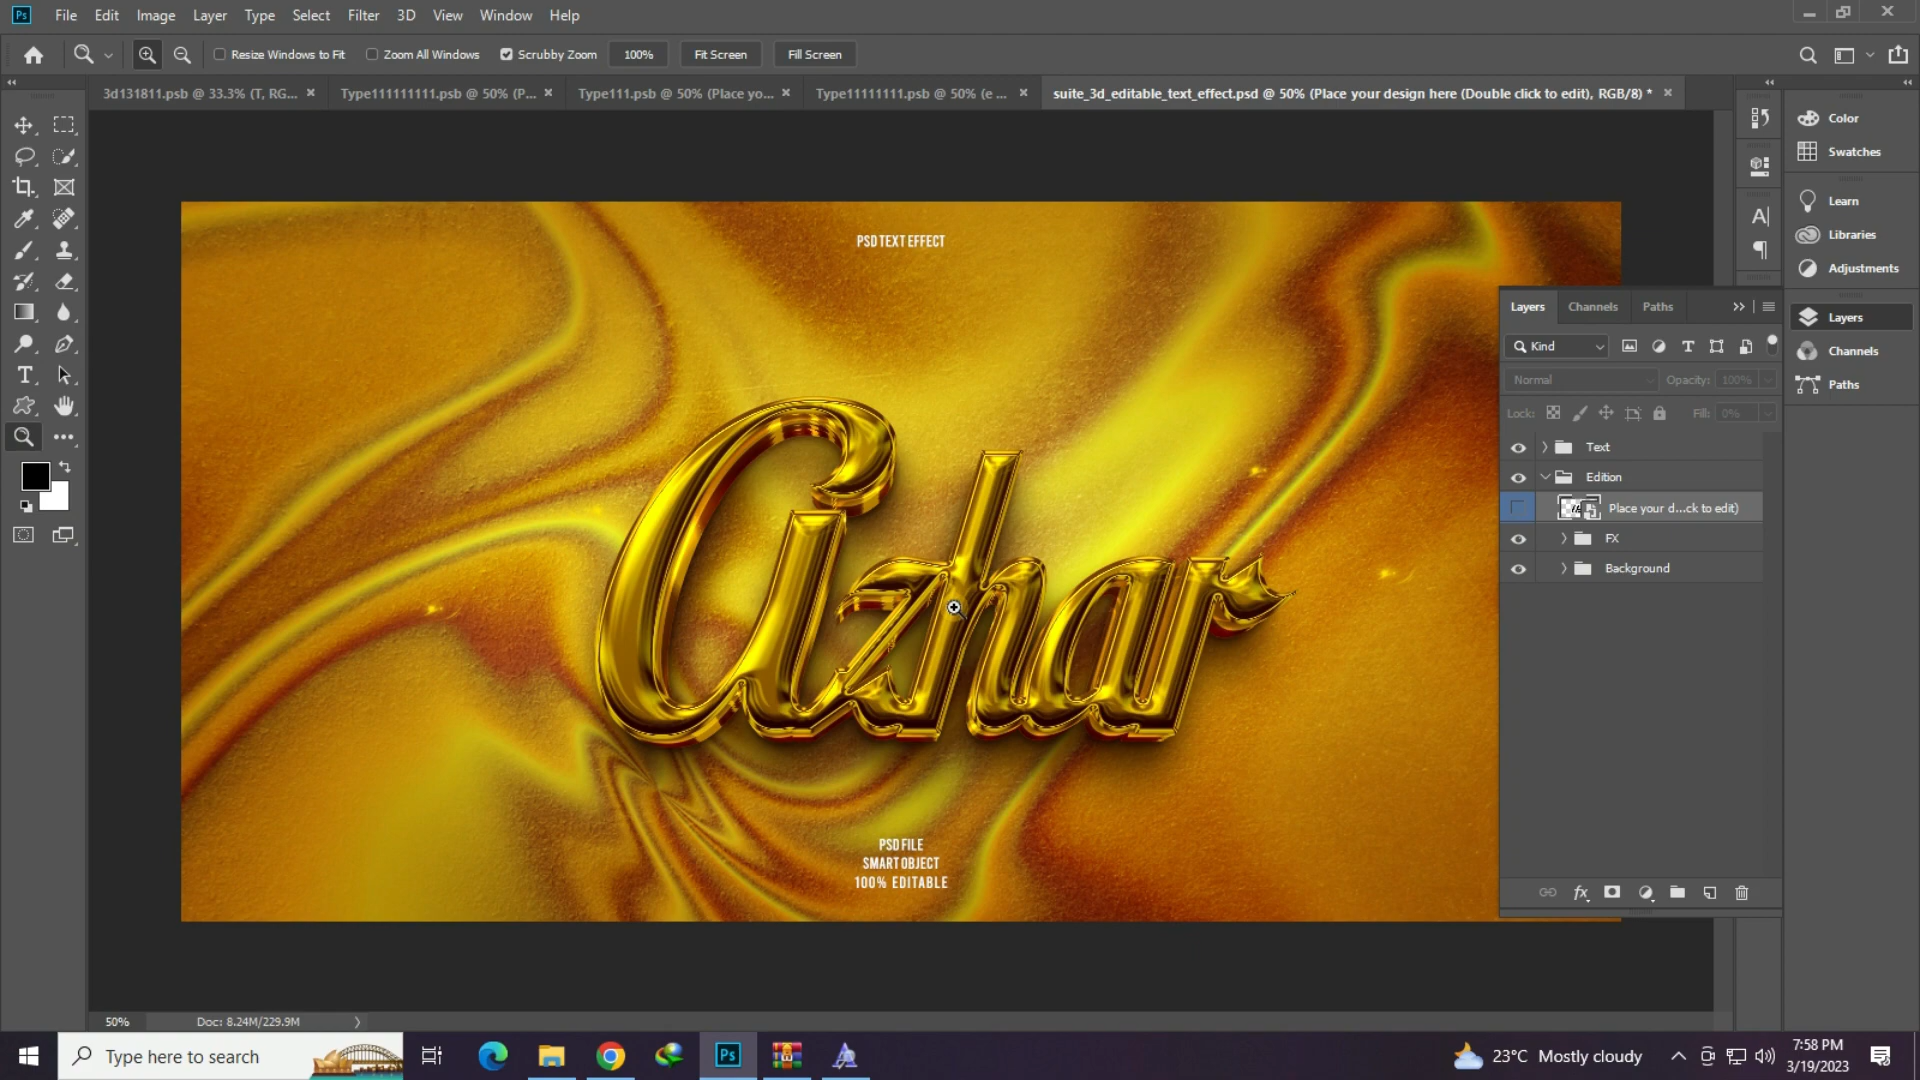 Ps File Edit Image Layer Type Select Filter 3D View Window Help
Resize Windows to Fit Zoom All Windows Scrubby Zoom 100% Fit Screen Fill Screen
3d131811.psb @ 33.3% (T, RG... × Type111111111.psb @ 50% (P... × Type111.psb @ 50% (Place yo... × Type11111111.psb @ 50% (e ... × suite_3d_editable_text_effect.psd @ 50% (Place your design here (Double click to edit), RGB/8) * ×
Color
Swatches
Learn
Libraries
Adjustments
Layers
Channels
Paths
PSD TEXT EFFECT
Azhar
PSD FILE
SMART OBJECT
100% EDITABLE
Layers Channels Paths
Kind
Normal Opacity: 100%
Lock: Fill: 0%
Text
Edition
Place your d...ck to edit)
FX
Background
fx
50% Doc: 8.24M/229.9M
Type here to search
Ps
23°C Mostly cloudy
7:58 PM
3/19/2023